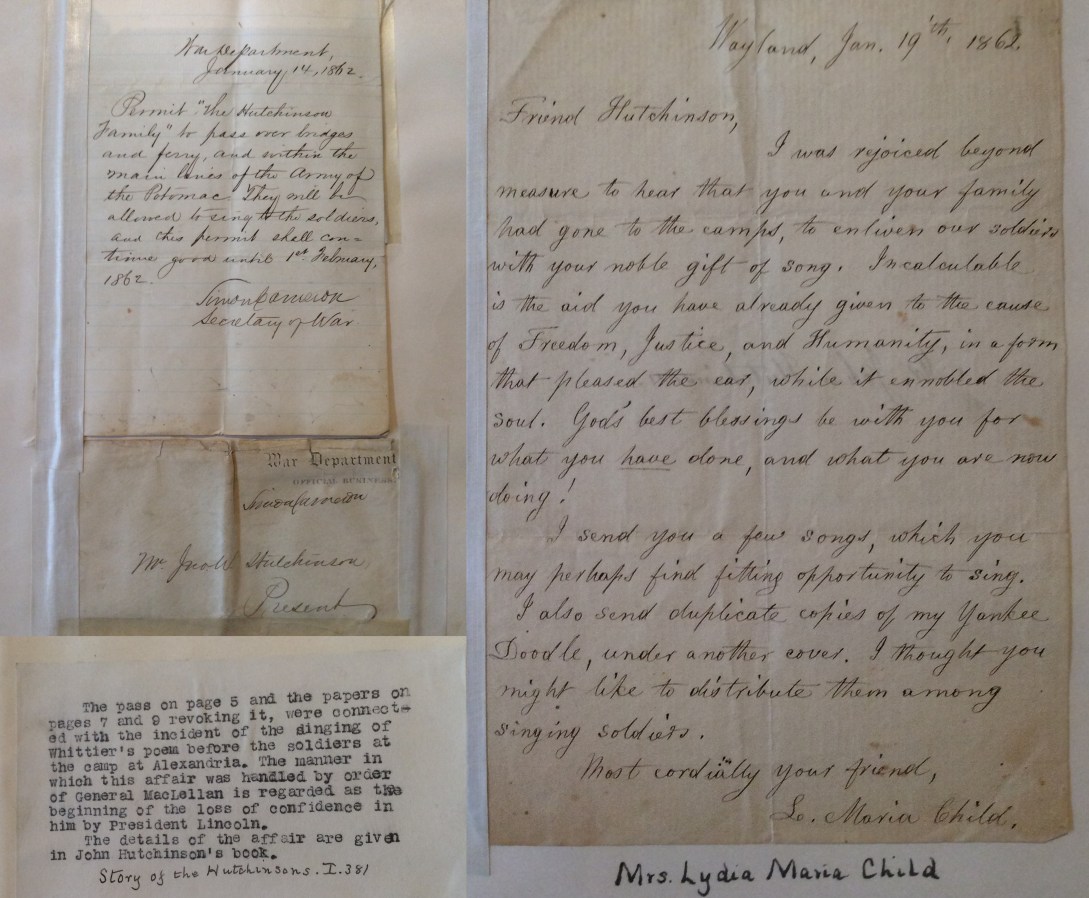 War Department,
January 14, 1862.
Permit "the Hutchinson
Family" to pass over bridges
and ferry, and within the
main lines of the Army of
the Potomac. They will be
allowed to sing to the soldiers,
and this permit shall con=
tinue good until 1st February,
1862.
Simon Cameron
Secretary of War
War Department
OFFICIAL BUSINESS
Simon Cameron
Mr. Hutchinson
Present
The pass on page 5 and the papers on
pages 7 and 9 revoking it, were connect-
ed with the incident of the singing of
Whittier's poem before the soldiers at
the camp at Alexandria. The manner in
which this affair was handled by order
of General MacLellan is regarded as the
beginning of the loss of confidence in
him by President Lincoln.
The details of the affair are given
in John Hutchinson's book.
Story of the Hutchinsons. I. 381
Wayland, Jan. 19th, 1862.
Friend Hutchinson,
I was rejoiced beyond
measure to hear that you and your family
had gone to the camps, to enliven our soldiers
with your noble gift of song. Incalculable
is the aid you have already given to the cause
of Freedom, Justice, and Humanity, in a form
that pleased the ear, while it ennobled the
soul. God's best blessings be with you for
what you have done, and what you are now
doing!
I send you a few songs, which you
may perhaps find fitting opportunity to sing.
I also send duplicate copies of my Yankee
Doodle, under another cover. I thought you
might like to distribute them among
singing soldiers.
Most cordially your friend,
L. Maria Child.
Mrs. Lydia Maria Child